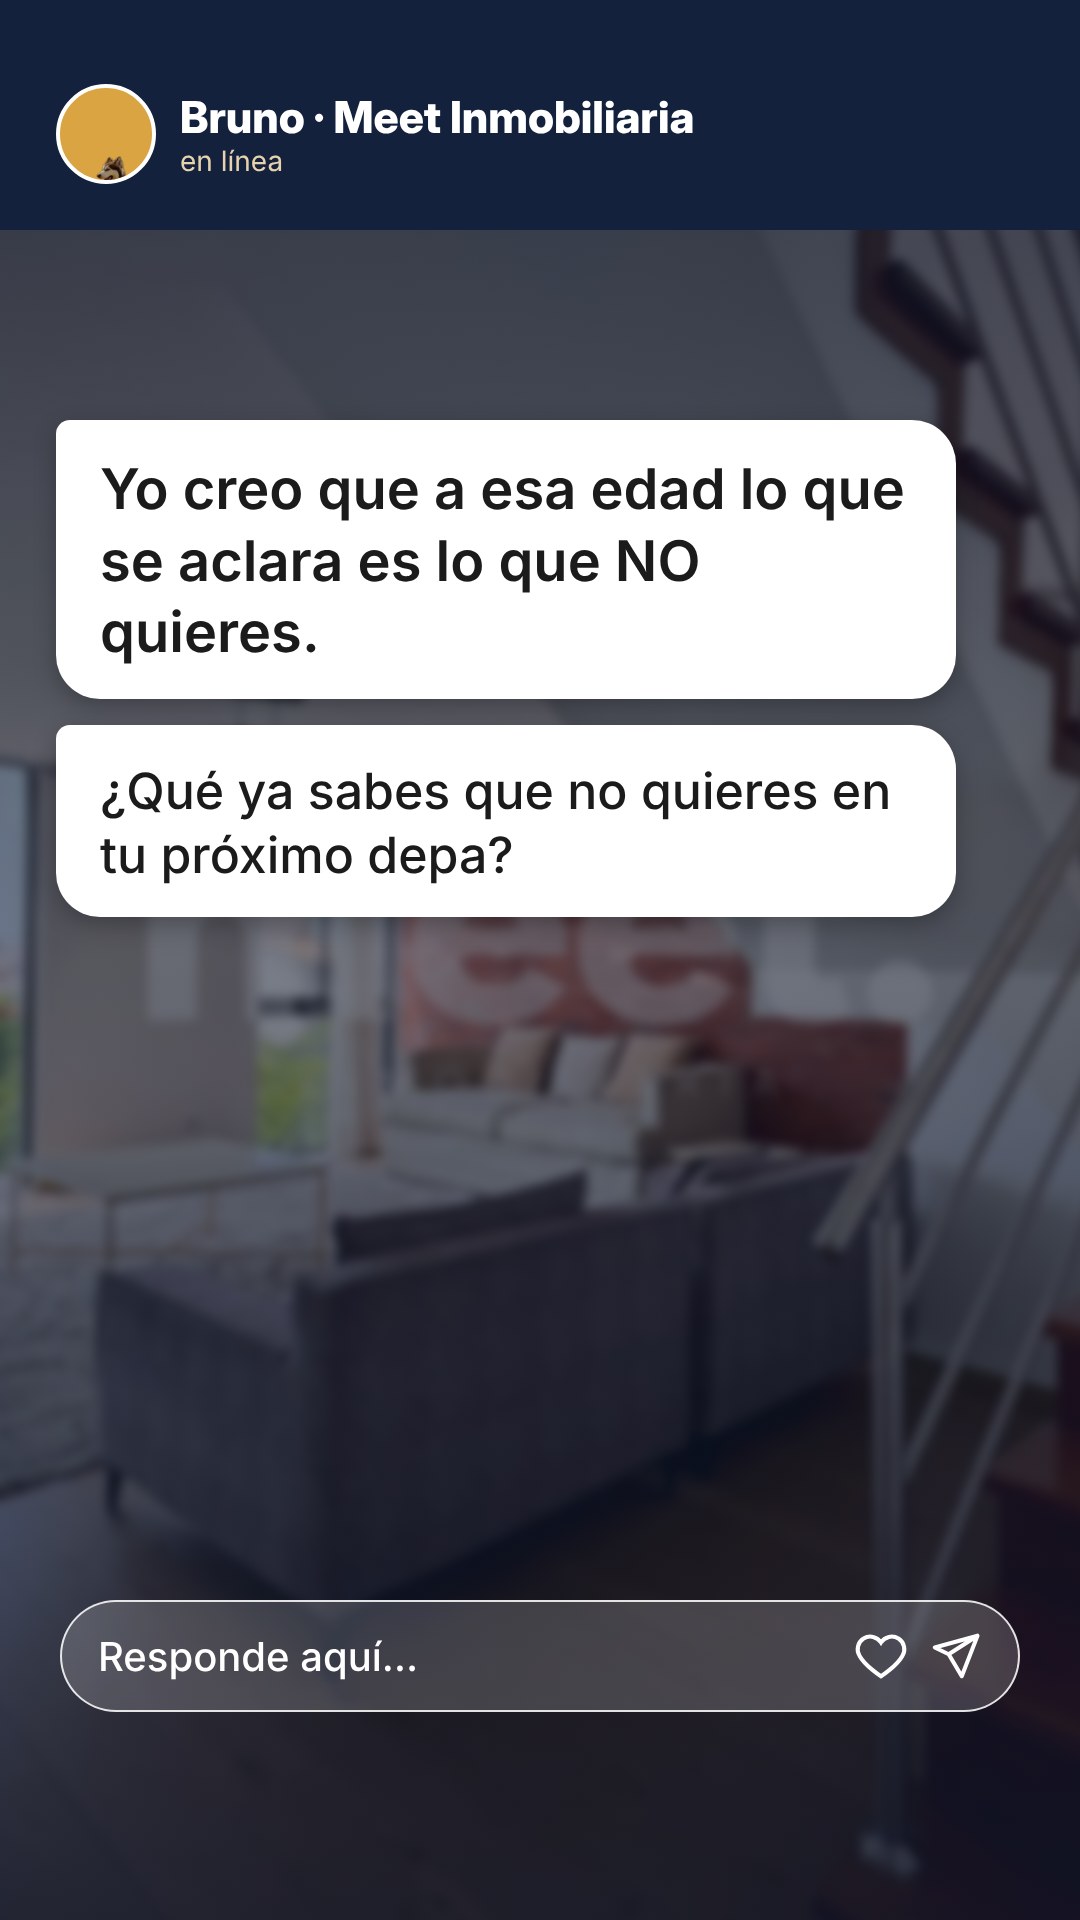 Bruno · Meet Inmobiliaria
en línea
Yo creo que a esa edad lo que
se aclara es lo que NO
quieres.
¿Qué ya sabes que no quieres en
tu próximo depa?
ee
Responde aquí...